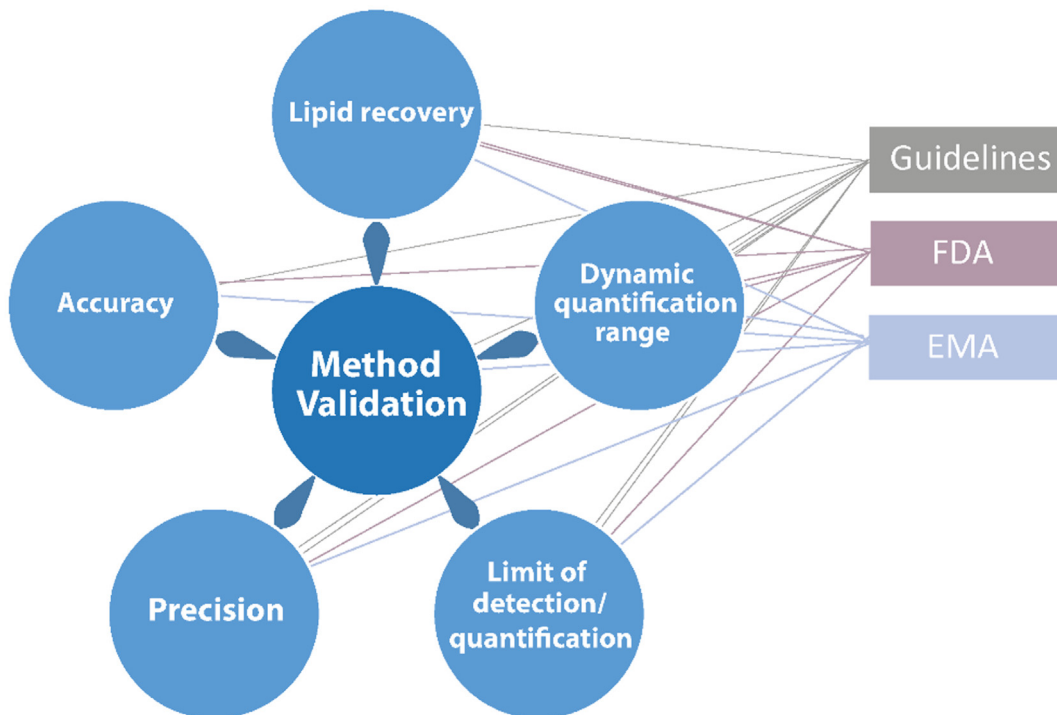 Lipid recovery
Guidelines
FDA
EMA
Accuracy
Dynamic
quantification
range
Method
Validation
Precision
Limit of
detection/
quantification